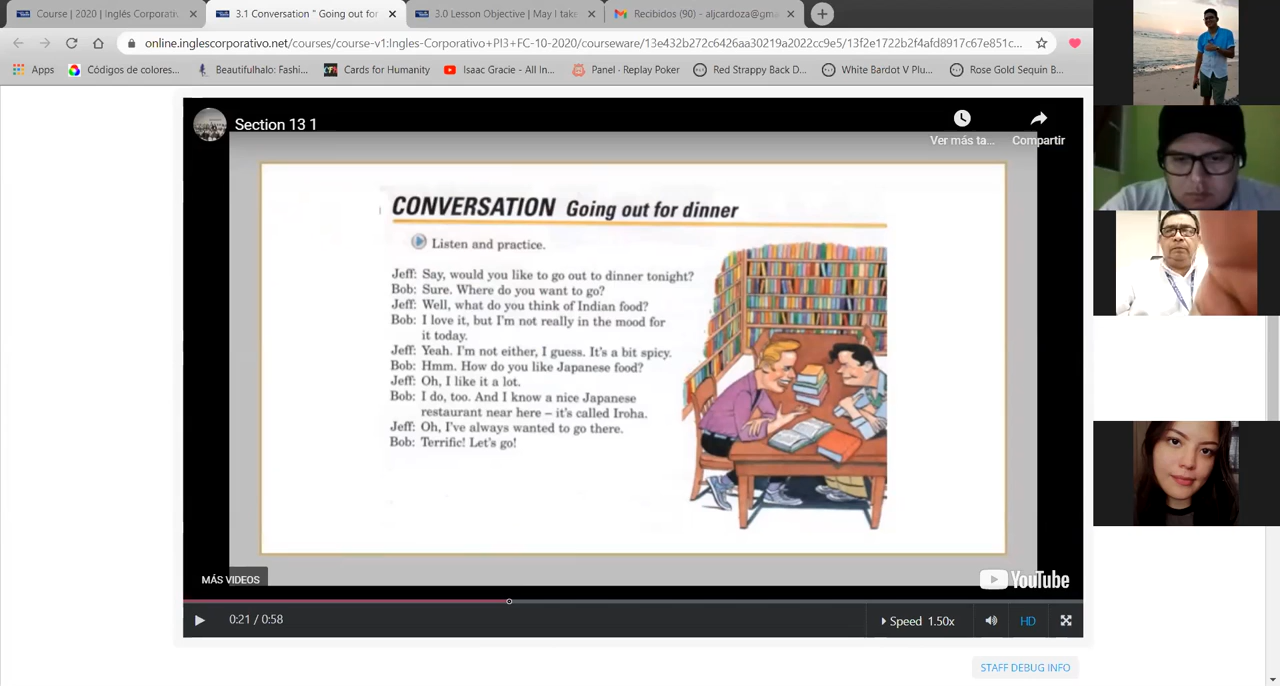 Course | 2020 | Inglés Corporativ
3.1 Conversation " Going out for
3.0 Lesson Objective | May I take
Recibidos (90) - aljcardoza@gma
online.inglescorporativo.net/courses/course-v1:Ingles-Corporativo+PI3+FC-10-2020/courseware/13e432b272c6426aa30219a2022cc9e5/13f2e1722b2f4afd8917c67e851c...
Apps
Códigos de colores...
Beautifulhalo: Fashi...
Cards for Humanity
Isaac Gracie - All In...
Panel · Replay Poker
Red Strappy Back D...
White Bardot V Plu...
Rose Gold Sequin B...
Section 13 1
Ver más ta...
Compartir
CONVERSATION Going out for dinner
Listen and practice.
Jeff: Say, would you like to go out to dinner tonight?
Bob: Sure. Where do you want to go?
Jeff: Well, what do you think of Indian food?
Bob: I love it, but I'm not really in the mood for
it today.
Jeff: Yeah. I'm not either, I guess. It's a bit spicy.
Bob: Hmm. How do you like Japanese food?
Jeff: Oh, I like it a lot.
Bob: I do, too. And I know a nice Japanese
restaurant near here – it's called Iroha.
Jeff: Oh, I've always wanted to go there.
Bob: Terrific! Let's go!
MÁS VIDEOS
YouTube
0:21 / 0:58
Speed 1.50x
HD
STAFF DEBUG INFO